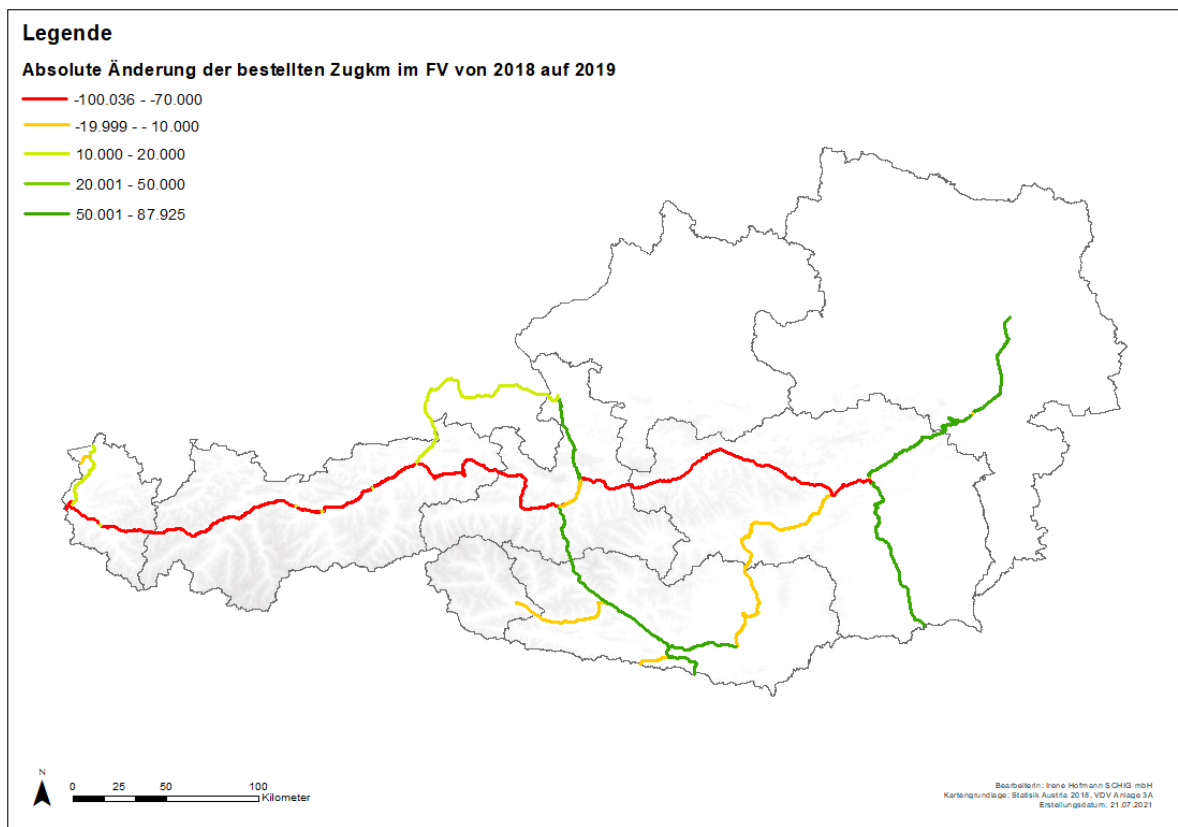 Legende
Absolute Änderung der bestellten Zugkm im FV von 2018 auf 2019
-100.036 - -70.000
-19.999 - - 10.000
10.000 - 20.000
20.001 - 50.000
50.001 - 87.925
N
0 25 50 100
Kilometer
Bearbeiterin: Irene Hofmann SCHIG mbH
Kartengrundlage: Statisik Austria 2018, VDV Anlage 3A
Erstellungsdatum: 21.07.2021